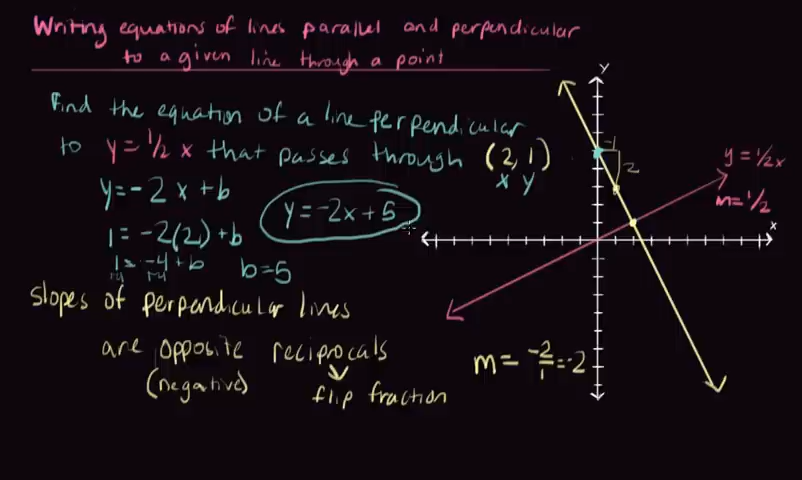 Writing equations of lines parallel and perpendicular
to a given line through a point
Find the equation of a line perpendicular
to y = 1/2 x that passes through (2, 1)
x y
y = -2x + b
y = -2x + 5
1 = -2(2) + b
1 = -4 + b
+4 +4
b = 5
slopes of perpendicular lines
are opposite reciprocals
(negative)
flip fraction
m = -2/1 = -2
y
-1
2
y = 1/2x
m = 1/2
x